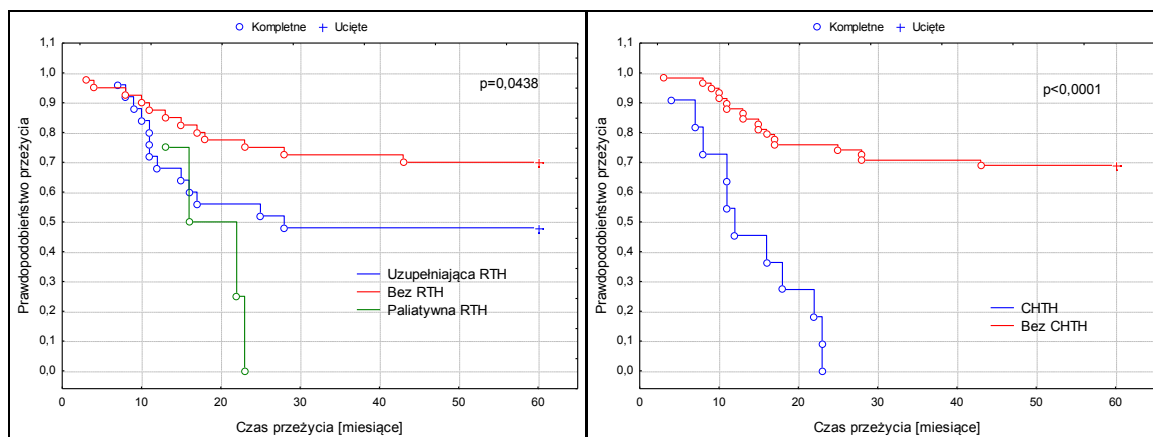 Kompletne Ucięte
1,1
1,0
0,9
0,8
0,7
0,6
0,5
0,4
0,3
0,2
0,1
0,0
Prawdopodobieństwo przeżycia
p=0,0438
Uzupełniająca RTH
Bez RTH
Paliatywna RTH
0 10 20 30 40 50 60
Czas przeżycia [miesiące]
Kompletne Ucięte
1,1
1,0
0,9
0,8
0,7
0,6
0,5
0,4
0,3
0,2
0,1
0,0
Prawdopodobieństwo przeżycia
p<0,0001
CHTH
Bez CHTH
0 10 20 30 40 50 60
Czas przeżycia [miesiące]